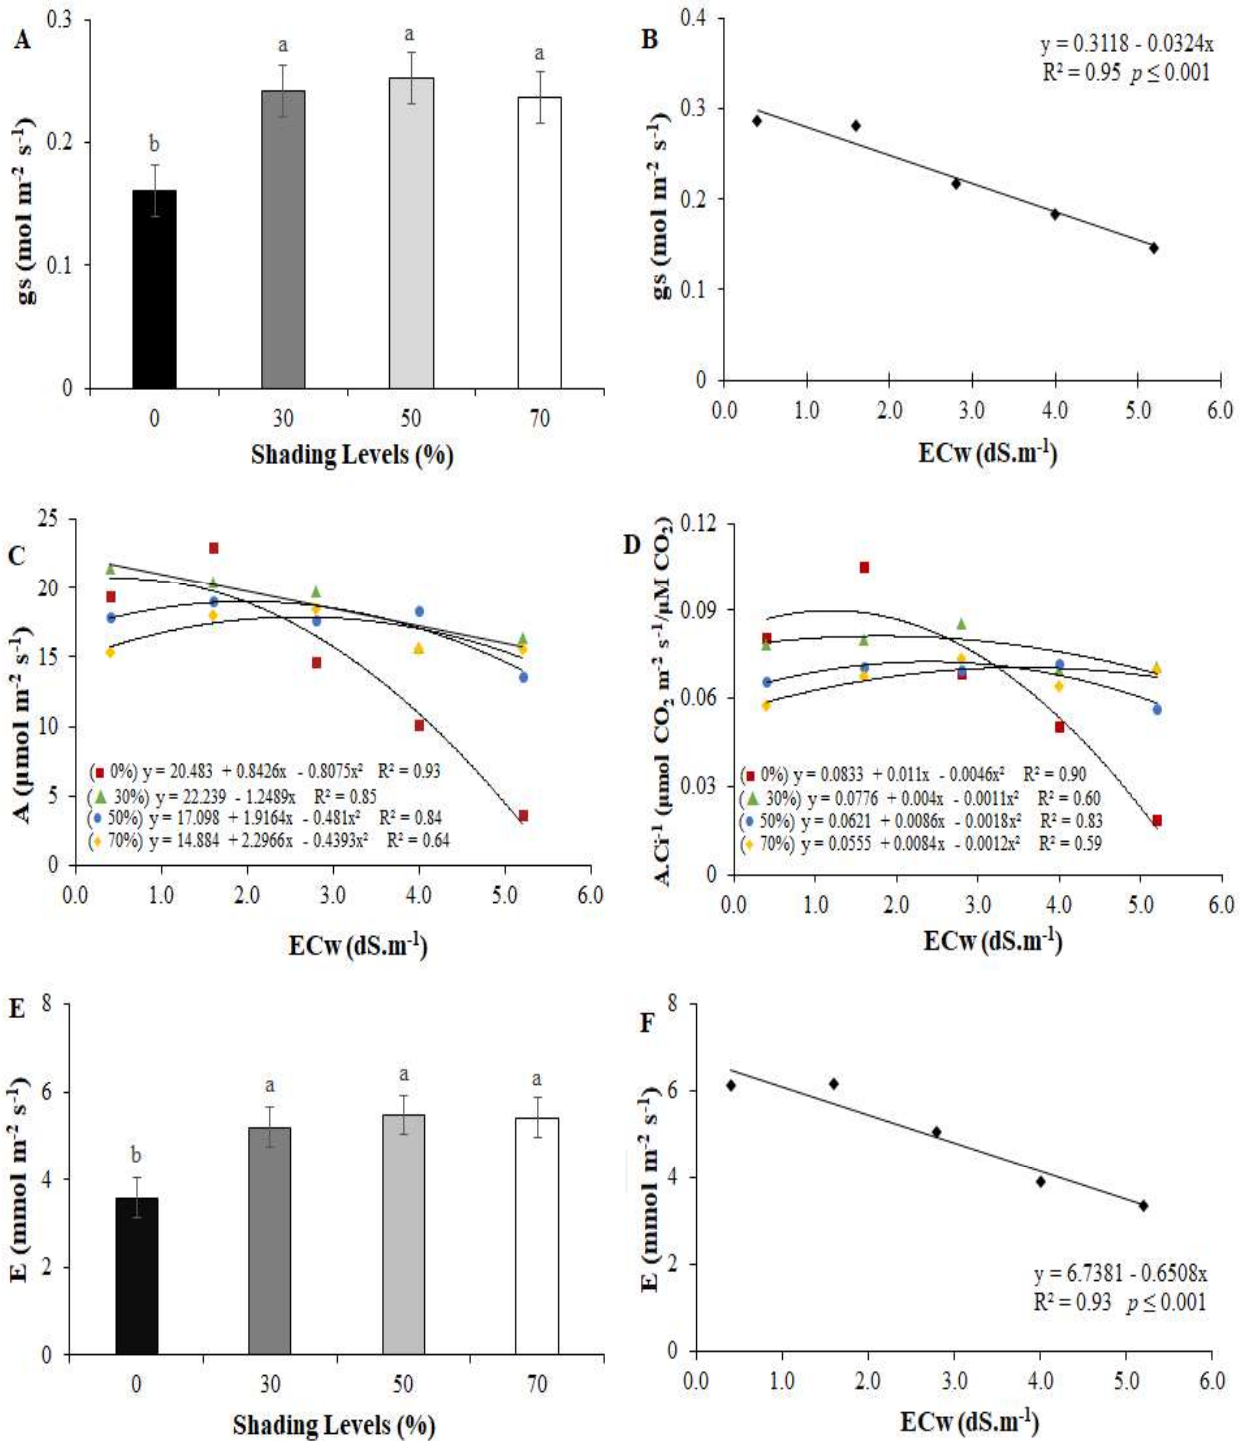 A
gs (mol m⁻² s⁻¹)
0.3
0.2
0.1
0
b
a
a
a
0 30 50 70
Shading Levels (%)
B
gs (mol m⁻² s⁻¹)
0.4
0.3
0.2
0.1
0
y = 0.3118 - 0.0324x
R² = 0.95 p ≤ 0.001
0.0 1.0 2.0 3.0 4.0 5.0 6.0
ECw (dS.m⁻¹)
C
A (µmol m⁻² s⁻¹)
25
20
15
10
5
0
( 0%) y = 20.483 + 0.8426x - 0.8075x² R² = 0.93
( 30%) y = 22.239 - 1.2489x R² = 0.85
( 50%) y = 17.098 + 1.9164x - 0.481x² R² = 0.84
( 70%) y = 14.884 + 2.2966x - 0.4393x² R² = 0.64
0.0 1.0 2.0 3.0 4.0 5.0 6.0
ECw (dS.m⁻¹)
D
A.Ci⁻¹ (µmol CO₂ m⁻² s⁻¹/µM CO₂)
0.12
0.09
0.06
0.03
0
( 0%) y = 0.0833 + 0.011x - 0.0046x² R² = 0.90
( 30%) y = 0.0776 + 0.004x - 0.0011x² R² = 0.60
( 50%) y = 0.0621 + 0.0086x - 0.0018x² R² = 0.83
( 70%) y = 0.0555 + 0.0084x - 0.0012x² R² = 0.59
0.0 1.0 2.0 3.0 4.0 5.0 6.0
ECw (dS.m⁻¹)
E
E (mmol m⁻² s⁻¹)
8
6
4
2
0
b
a
a
a
0 30 50 70
Shading Levels (%)
F
E (mmol m⁻² s⁻¹)
8
6
4
2
0
y = 6.7381 - 0.6508x
R² = 0.93 p ≤ 0.001
0.0 1.0 2.0 3.0 4.0 5.0 6.0
ECw (dS.m⁻¹)